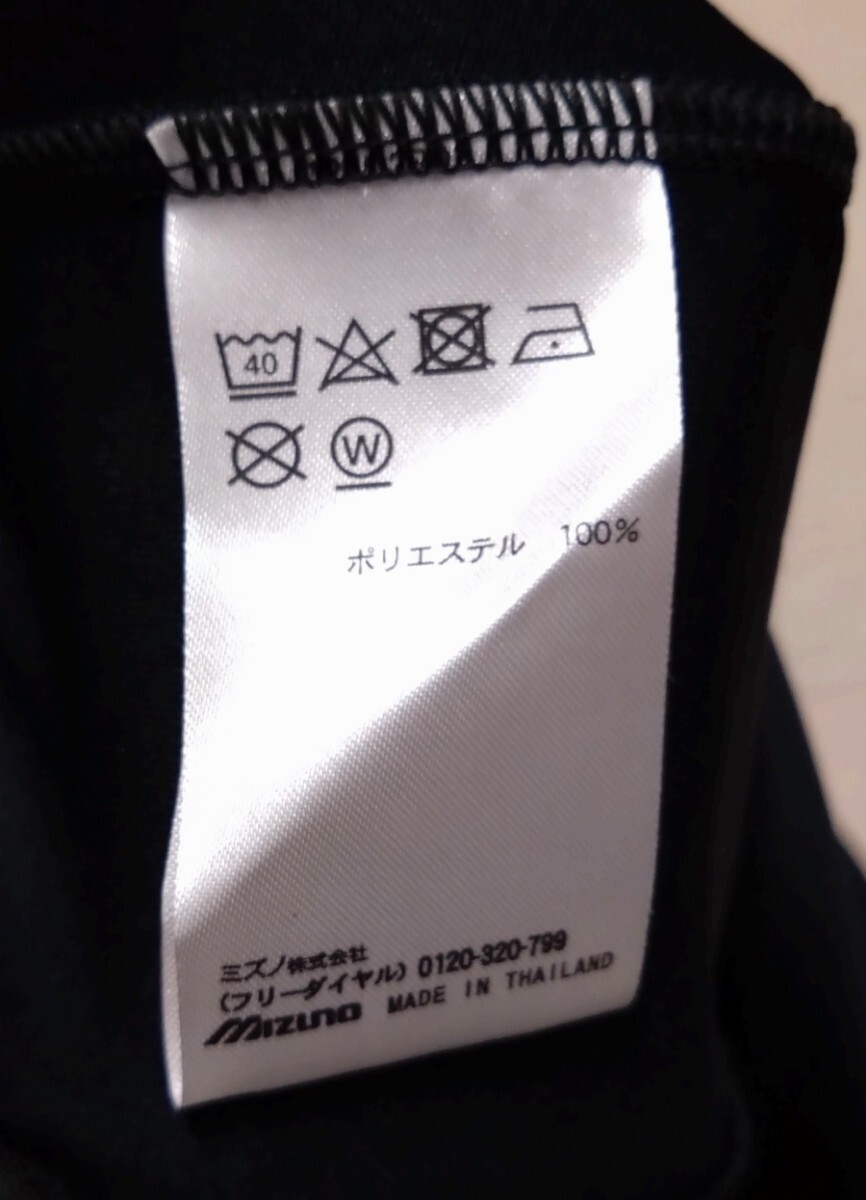 40
W
ポリエステル 100%
ミズノ株式会社
(フリーダイヤル) 0120-320-799
MIZUNO MADE IN THAILAND